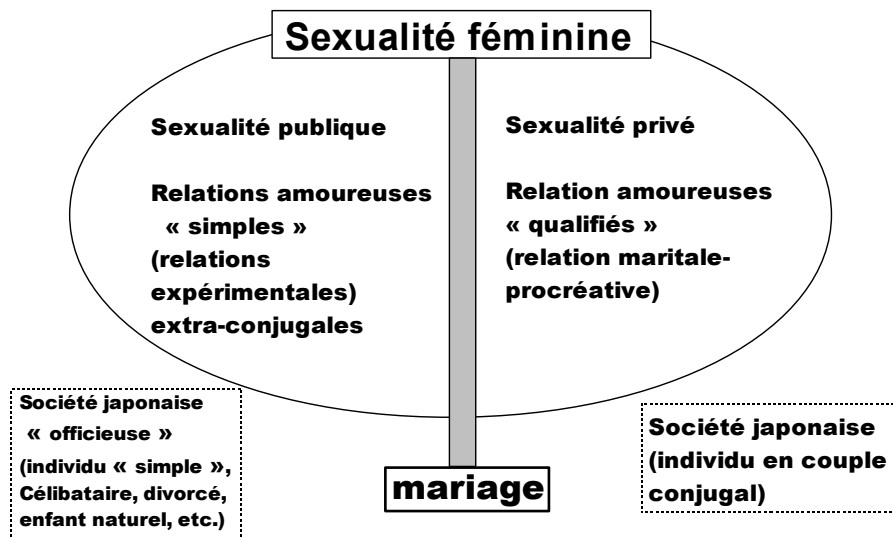 Sexualité féminine
Sexualité publique
Relations amoureuses
« simples »
(relations
expérimentales)
extra-conjugales
Sexualité privé
Relation amoureuses
« qualifiés »
(relation maritale-
procréative)
Société japonaise
« officieuse »
(individu « simple »,
Célibataire, divorcé,
enfant naturel, etc.)
mariage
Société japonaise
(individu en couple
conjugal)